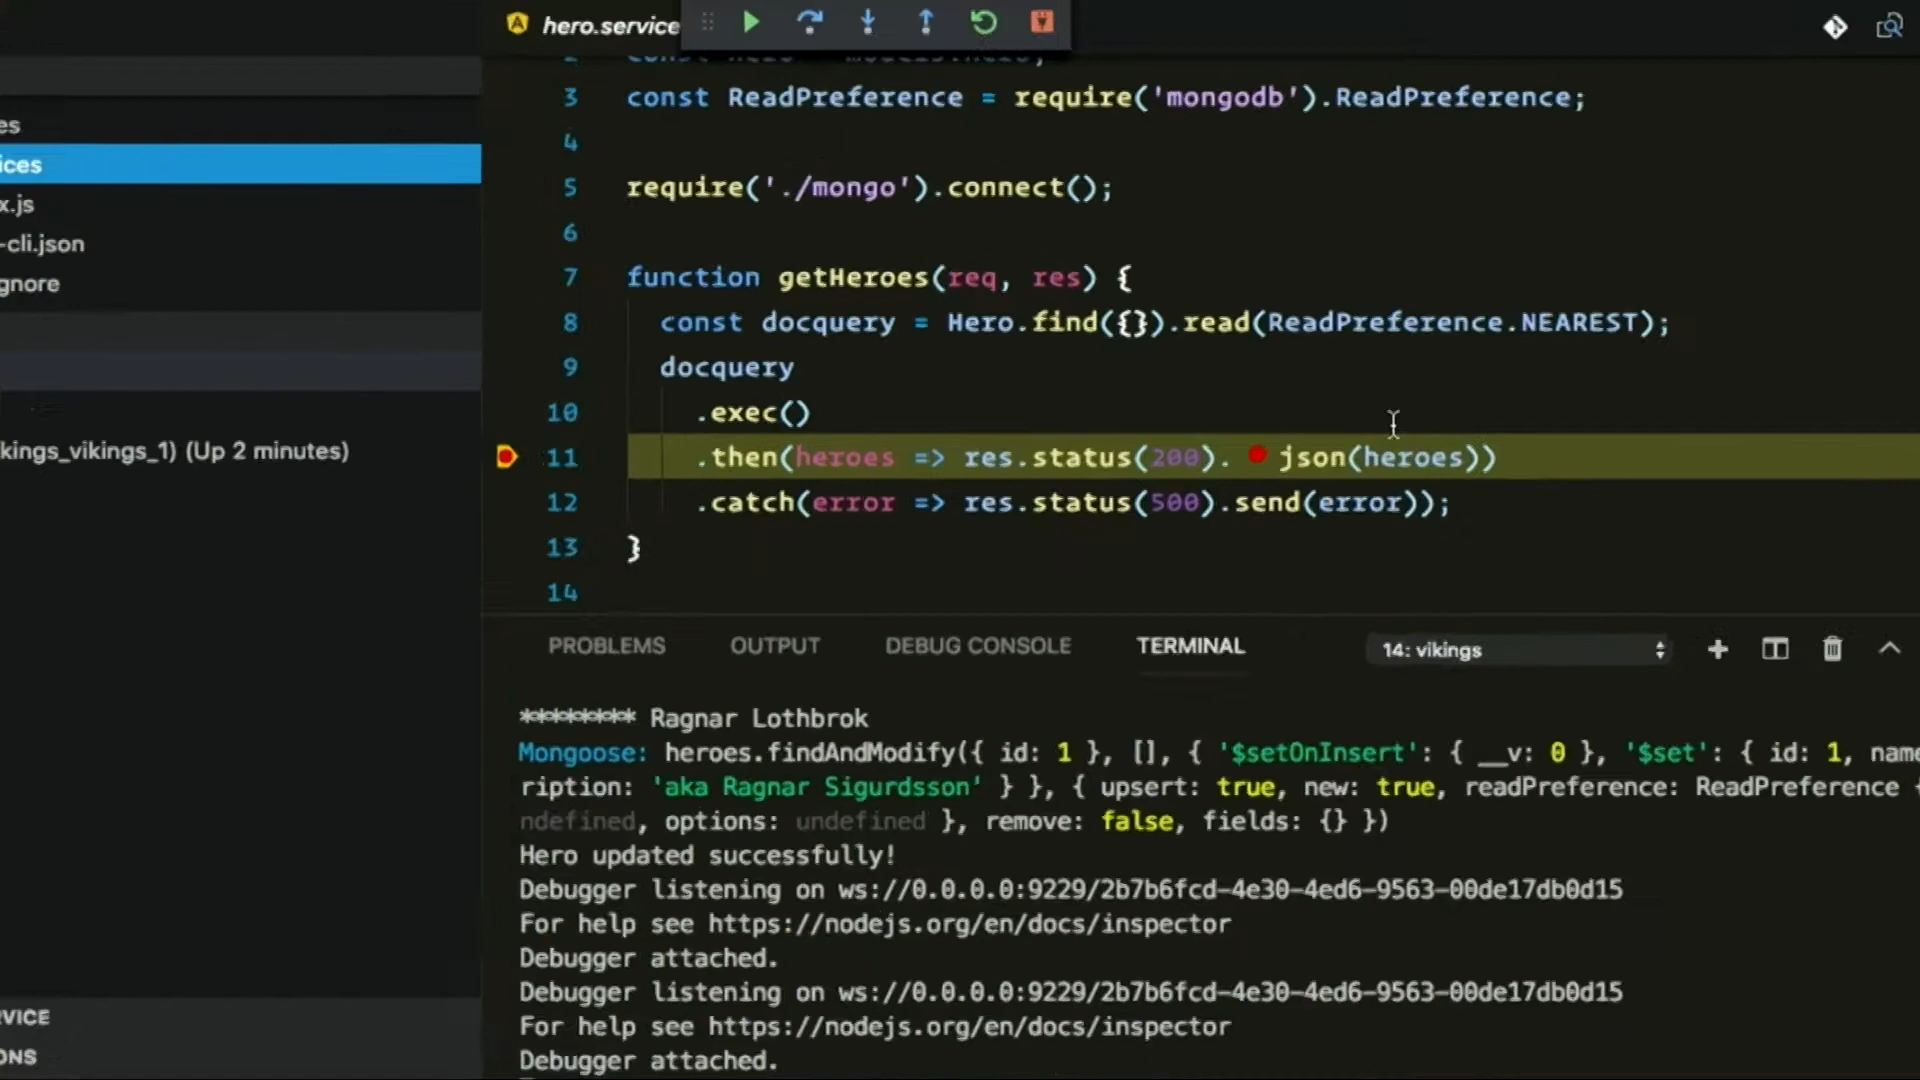 hero.service
es
ices
x.js
-cli.json
gnore
kings_vikings_1) (Up 2 minutes)
VICE
ONS
2
3 const ReadPreference = require('mongodb').ReadPreference;
4
5 require('./mongo').connect();
6
7 function getHeroes(req, res) {
8 const docquery = Hero.find({}).read(ReadPreference.NEAREST);
9 docquery
10 .exec()
11 .then(heroes => res.status(200). json(heroes))
12 .catch(error => res.status(500).send(error));
13 }
14
PROBLEMS OUTPUT DEBUG CONSOLE TERMINAL 14: vikings
******** Ragnar Lothbrok
Mongoose: heroes.findAndModify({ id: 1 }, [], { '$setOnInsert': { __v: 0 }, '$set': { id: 1, name
ription: 'aka Ragnar Sigurdsson' } }, { upsert: true, new: true, readPreference: ReadPreference {
ndefined, options: undefined }, remove: false, fields: {} })
Hero updated successfully!
Debugger listening on ws://0.0.0.0:9229/2b7b6fcd-4e30-4ed6-9563-00de17db0d15
For help see https://nodejs.org/en/docs/inspector
Debugger attached.
Debugger listening on ws://0.0.0.0:9229/2b7b6fcd-4e30-4ed6-9563-00de17db0d15
For help see https://nodejs.org/en/docs/inspector
Debugger attached.